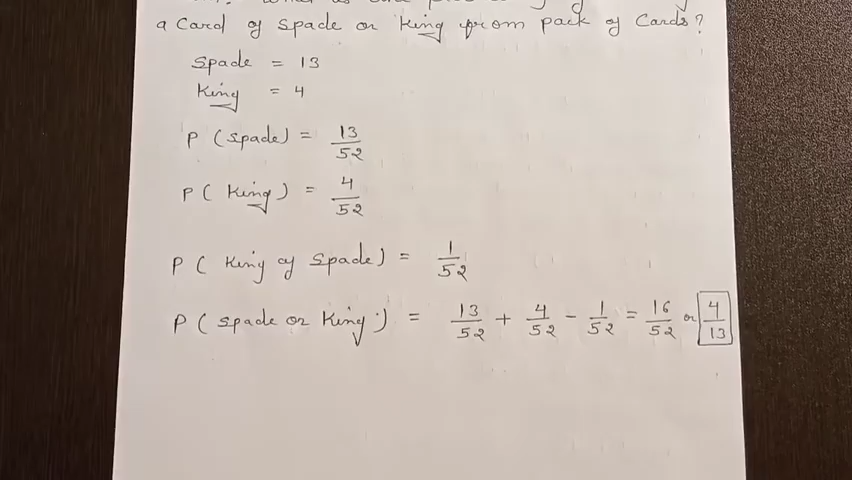 a Card of Spade or King from pack of Cards?
Spade = 13
King = 4
P (Spade) = 13/52
P ( King ) = 4/52
P ( King of Spade) = 1/52
P ( Spade or King ) = 13/52 + 4/52 - 1/52 = 16/52 or 4/13